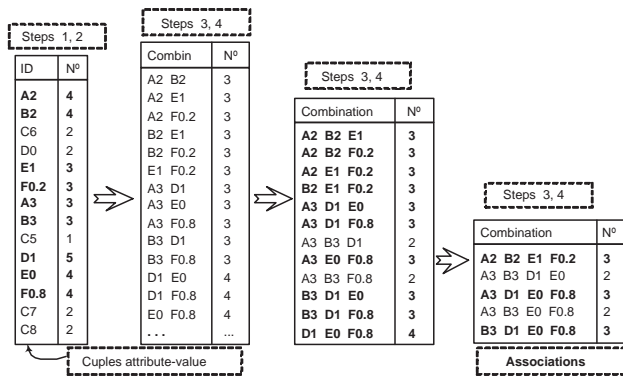 Steps 1, 2
ID Nº
A2 4
B2 4
C6 2
D0 2
E1 3
F0.2 3
A3 3
B3 3
C5 1
D1 5
E0 4
F0.8 4
C7 2
C8 2
Cuples attribute-value
Steps 3, 4
Combin Nº
A2 B2 3
A2 E1 3
A2 F0.2 3
B2 E1 3
B2 F0.2 3
E1 F0.2 3
A3 D1 3
A3 E0 3
A3 F0.8 3
B3 D1 3
B3 F0.8 3
D1 E0 4
D1 F0.8 4
E0 F0.8 4
... ...
Steps 3, 4
Combination Nº
A2 B2 E1 3
A2 B2 F0.2 3
A2 E1 F0.2 3
B2 E1 F0.2 3
A3 D1 E0 3
A3 D1 F0.8 3
A3 B3 D1 2
A3 E0 F0.8 3
A3 B3 F0.8 2
B3 D1 E0 3
B3 D1 F0.8 3
D1 E0 F0.8 4
Steps 3, 4
Combination Nº
A2 B2 E1 F0.2 3
A3 B3 D1 E0 2
A3 D1 E0 F0.8 3
A3 B3 E0 F0.8 2
B3 D1 E0 F0.8 3
Associations